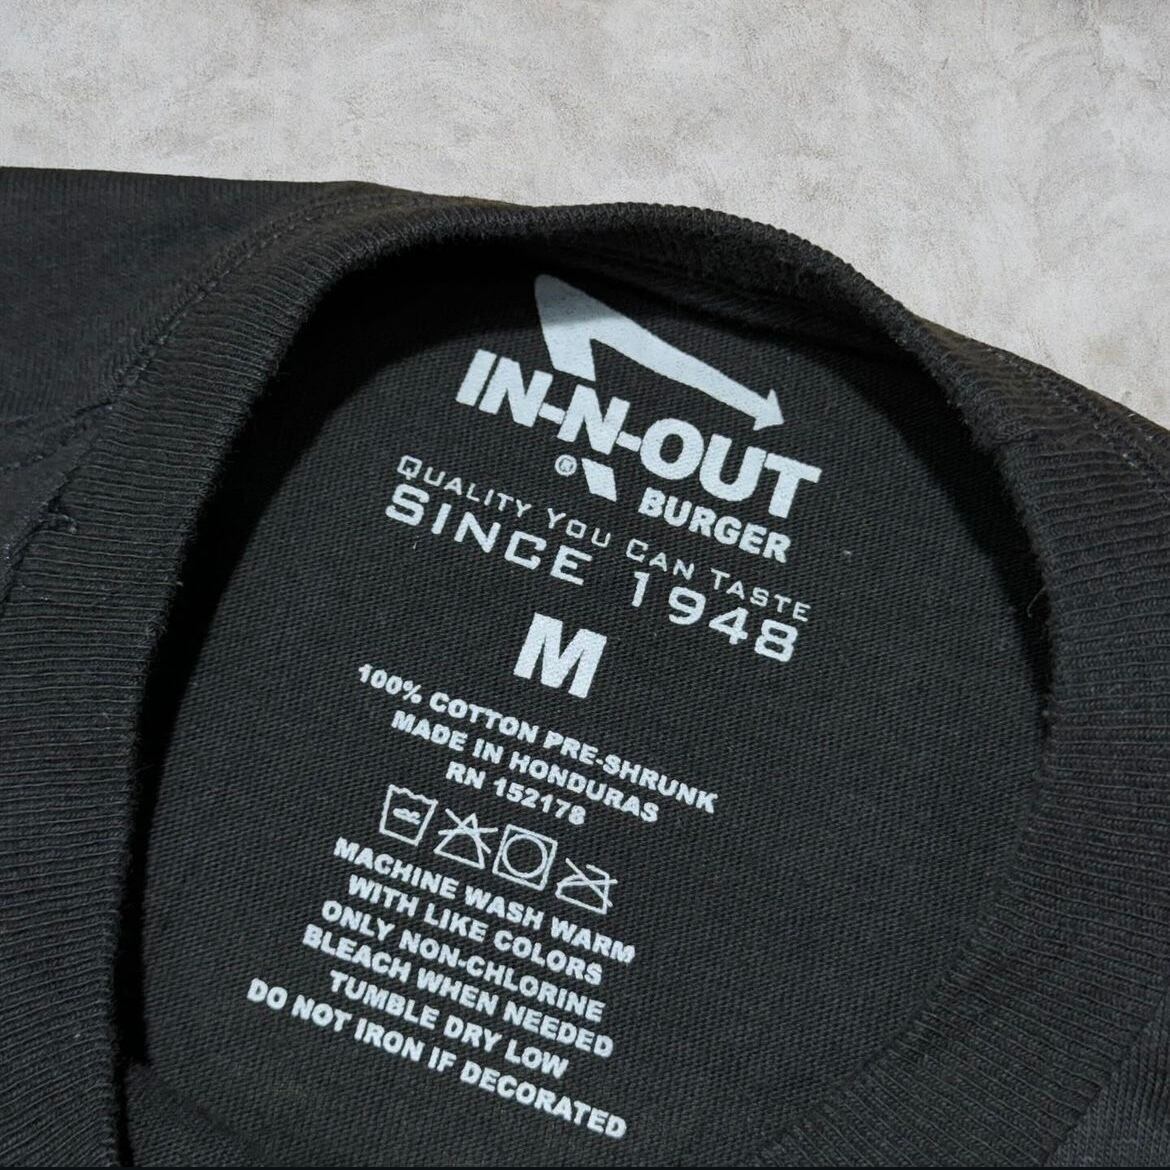 IN-N-OUT
® BURGER
QUALITY YOU CAN TASTE
SINCE 1948
M
100% COTTON PRE-SHRUNK
MADE IN HONDURAS
RN 152178
MACHINE WASH WARM
WITH LIKE COLORS
ONLY NON-CHLORINE
BLEACH WHEN NEEDED
TUMBLE DRY LOW
DO NOT IRON IF DECORATED